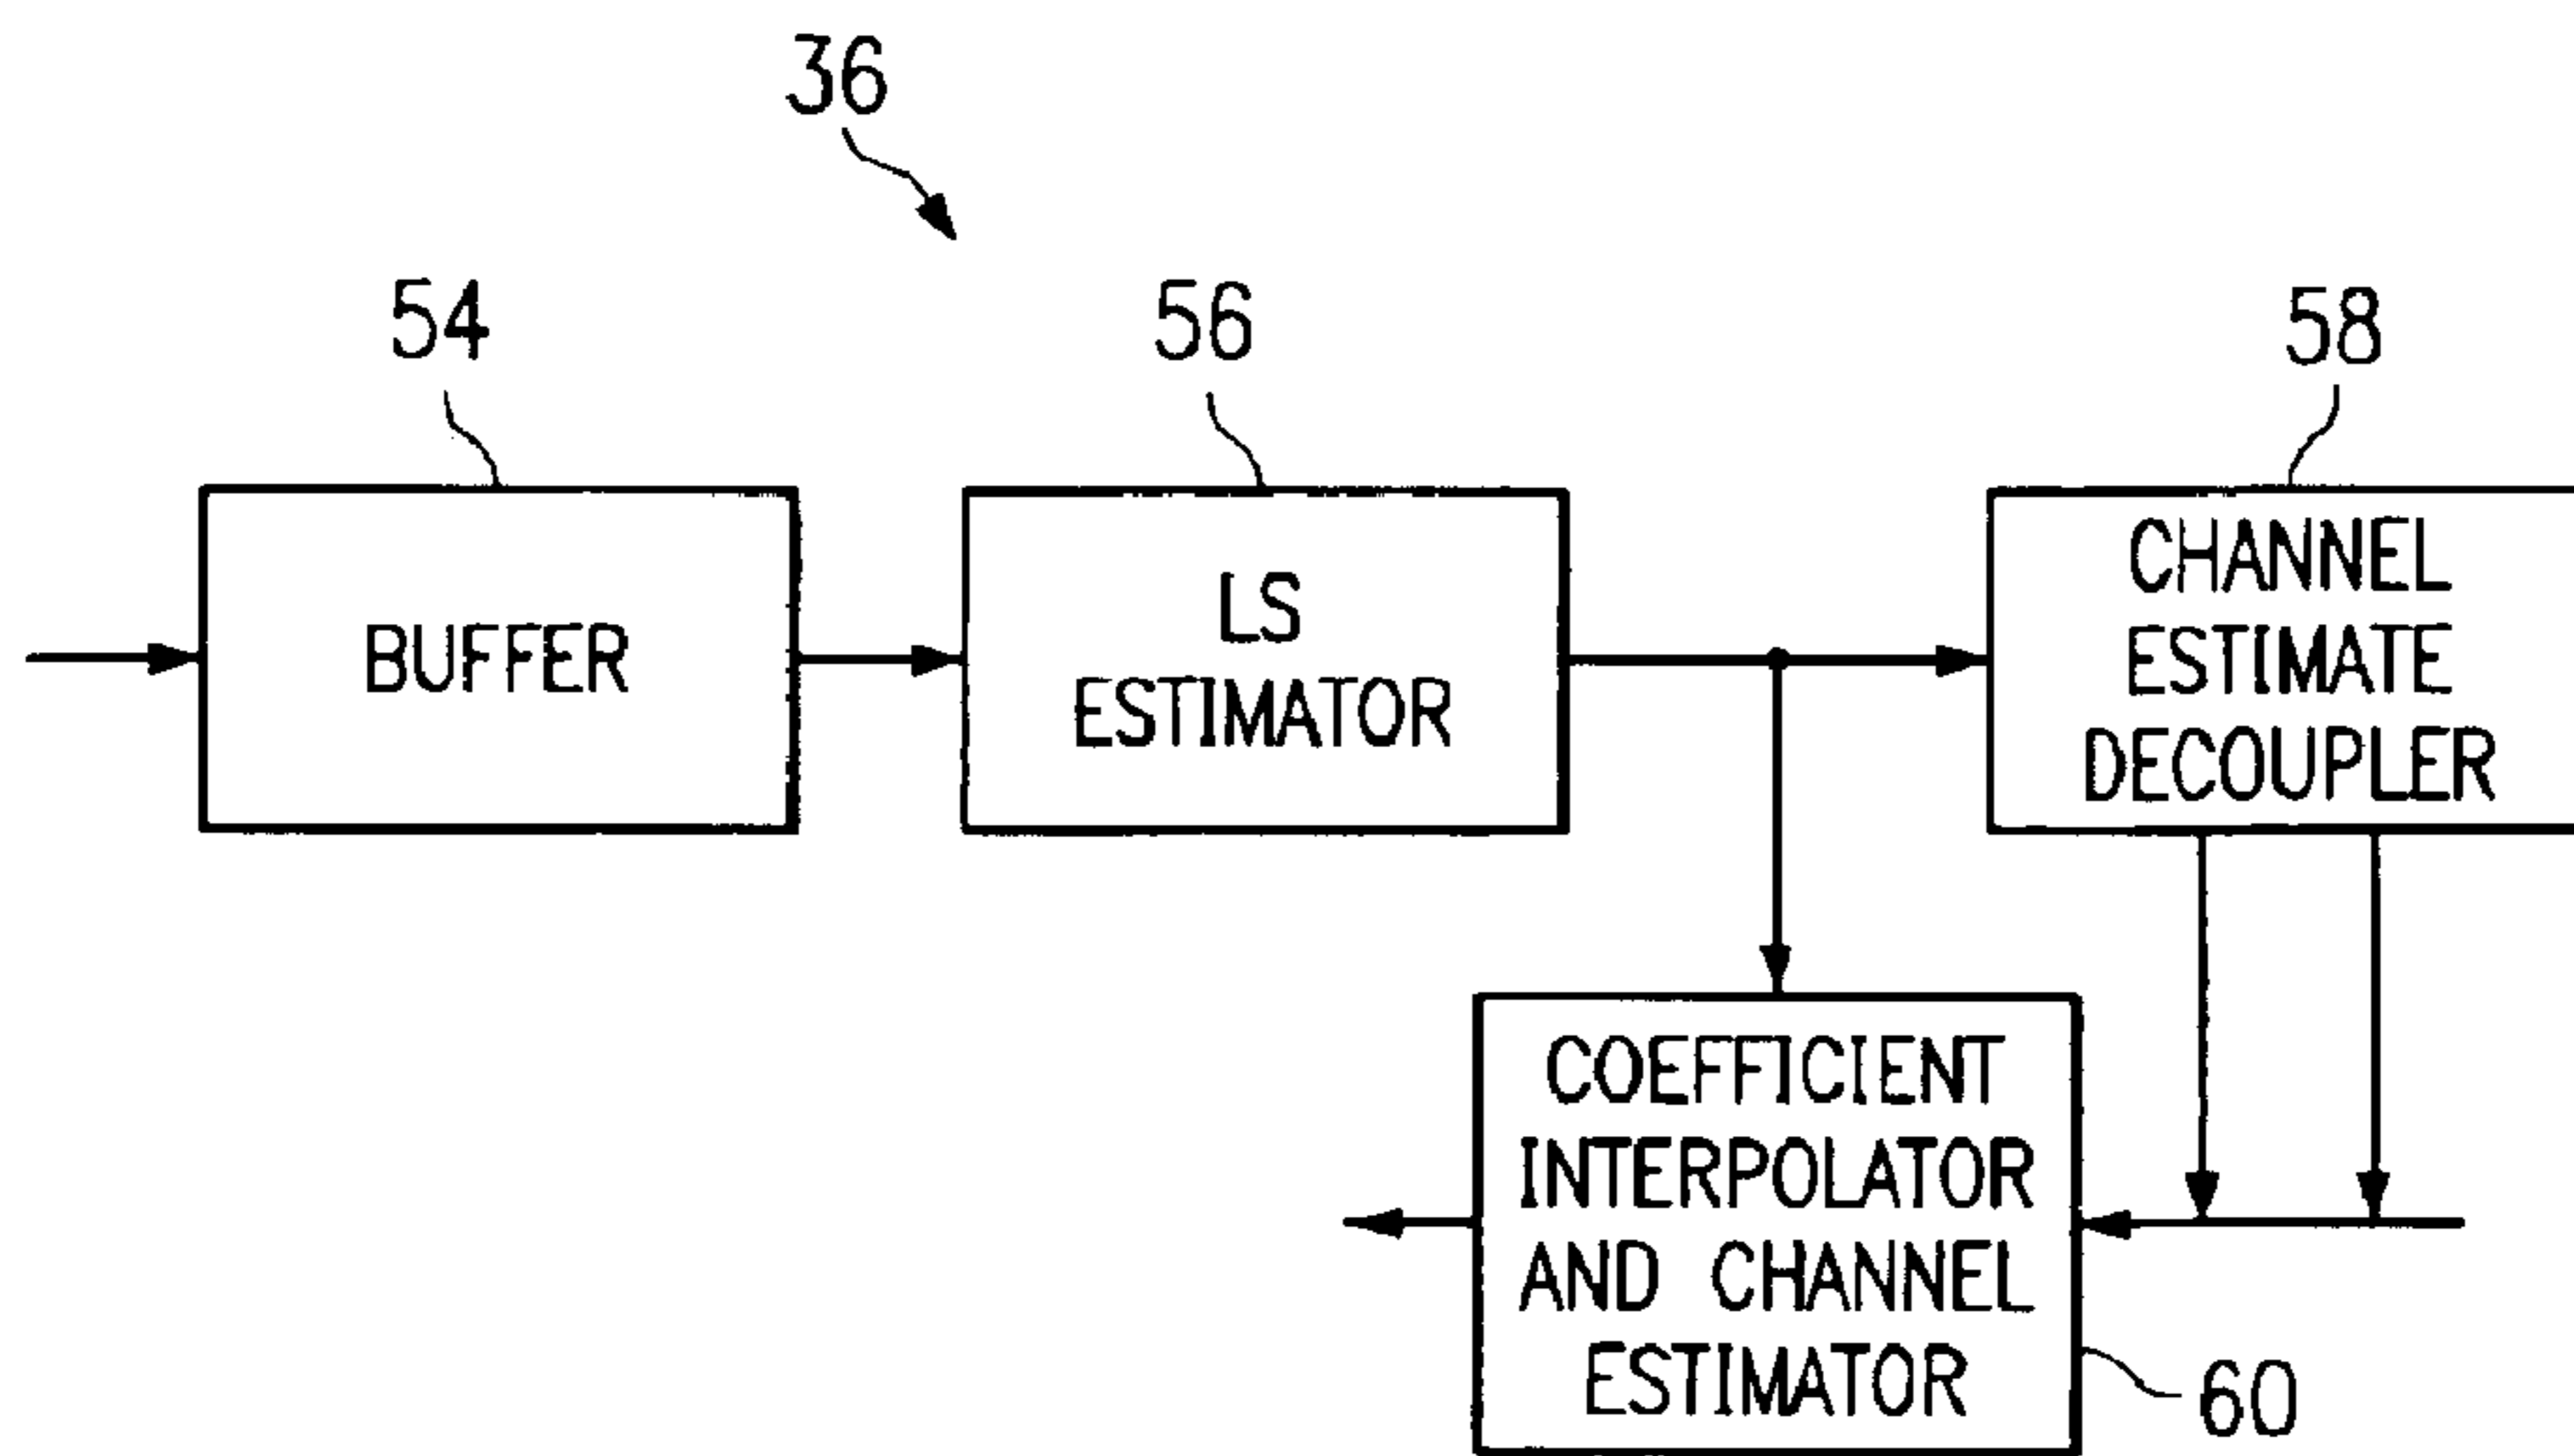 36
54
56
58
BUFFER
LS
ESTIMATOR
CHANNEL
ESTIMATE
DECOUPLER
COEFFICIENT
INTERPOLATOR
AND CHANNEL
ESTIMATOR
60